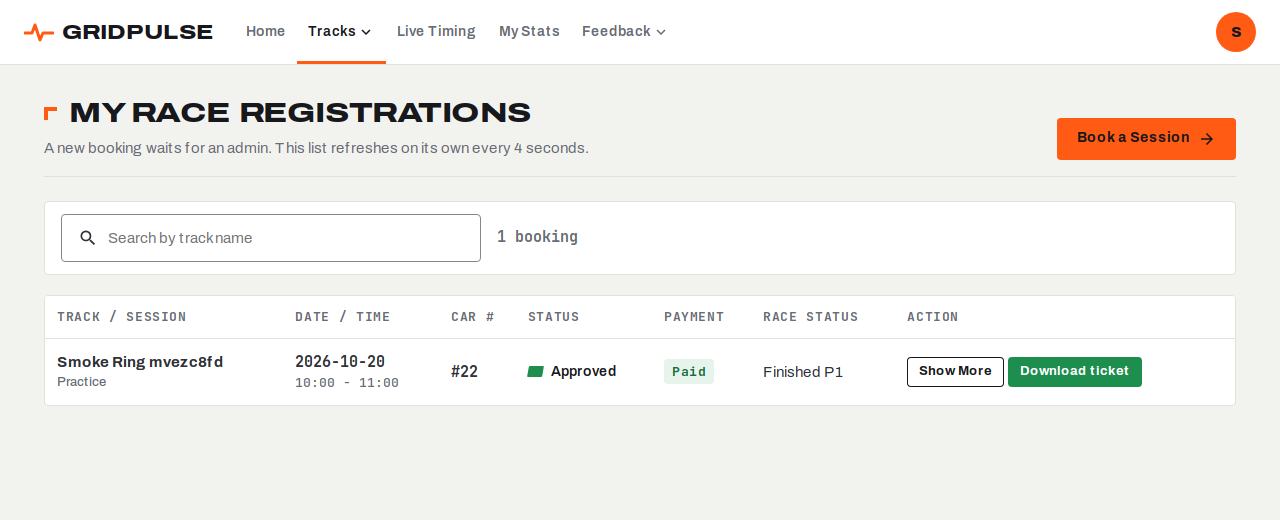 GRIDPULSE
Home
Tracks
Live Timing
My Stats
Feedback
S
MY RACE REGISTRATIONS
A new booking waits for an admin. This list refreshes on its own every 4 seconds.
Book a Session
Search by track name
1 booking
TRACK / SESSION
DATE / TIME
CAR #
STATUS
PAYMENT
RACE STATUS
ACTION
Smoke Ring mvezc8fd
Practice
2026-10-20
10:00 - 11:00
#22
Approved
Paid
Finished P1
Show More
Download ticket